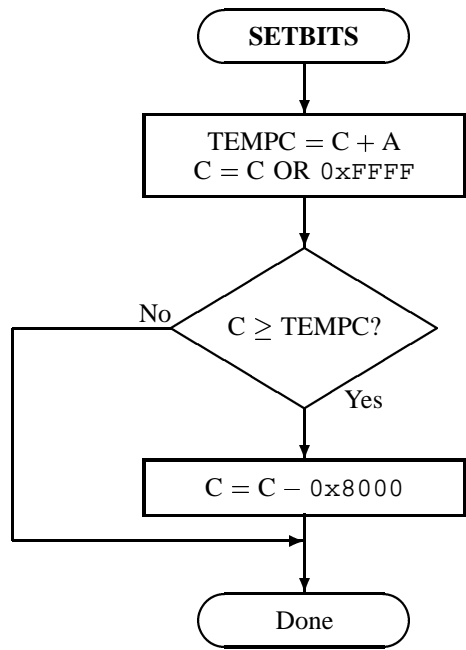 SETBITS
TEMPC = C + A
C = C OR 0xFFFF
No
C ≥ TEMPC?
Yes
C = C − 0x8000
Done